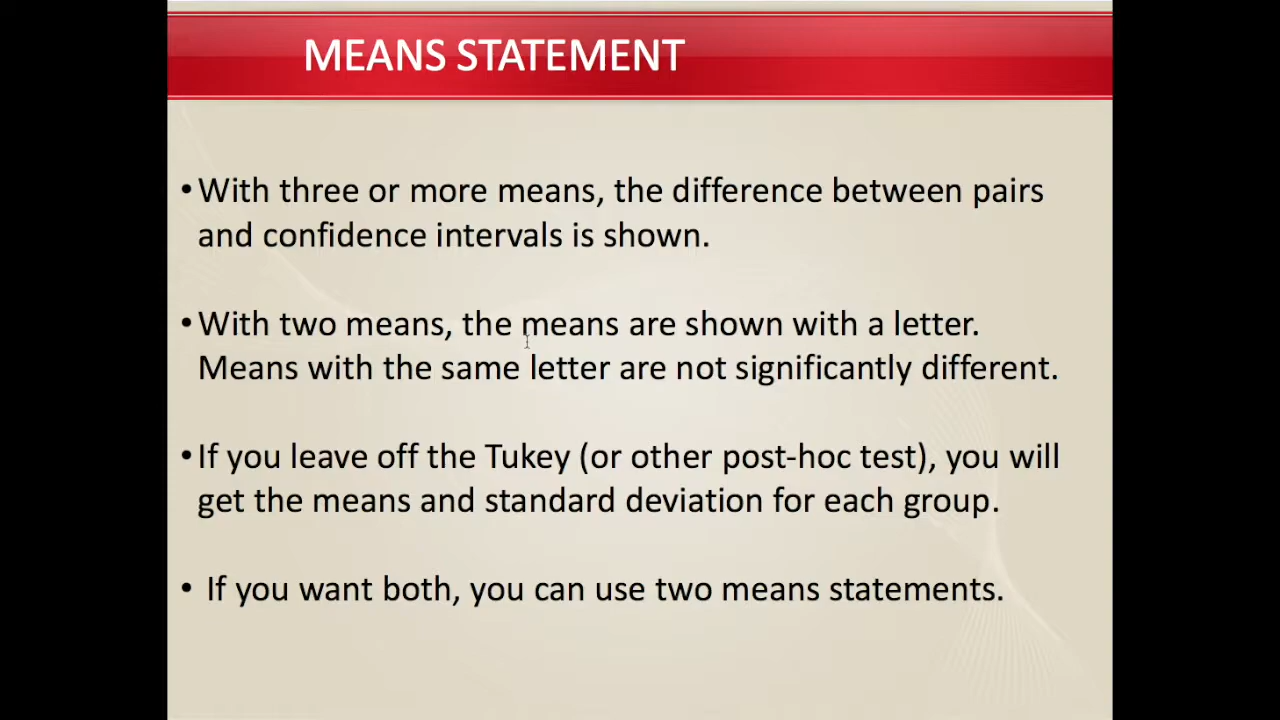 MEANS STATEMENT
• With three or more means, the difference between pairs
and confidence intervals is shown.
• With two means, the means are shown with a letter.
Means with the same letter are not significantly different.
• If you leave off the Tukey (or other post-hoc test), you will
get the means and standard deviation for each group.
• If you want both, you can use two means statements.